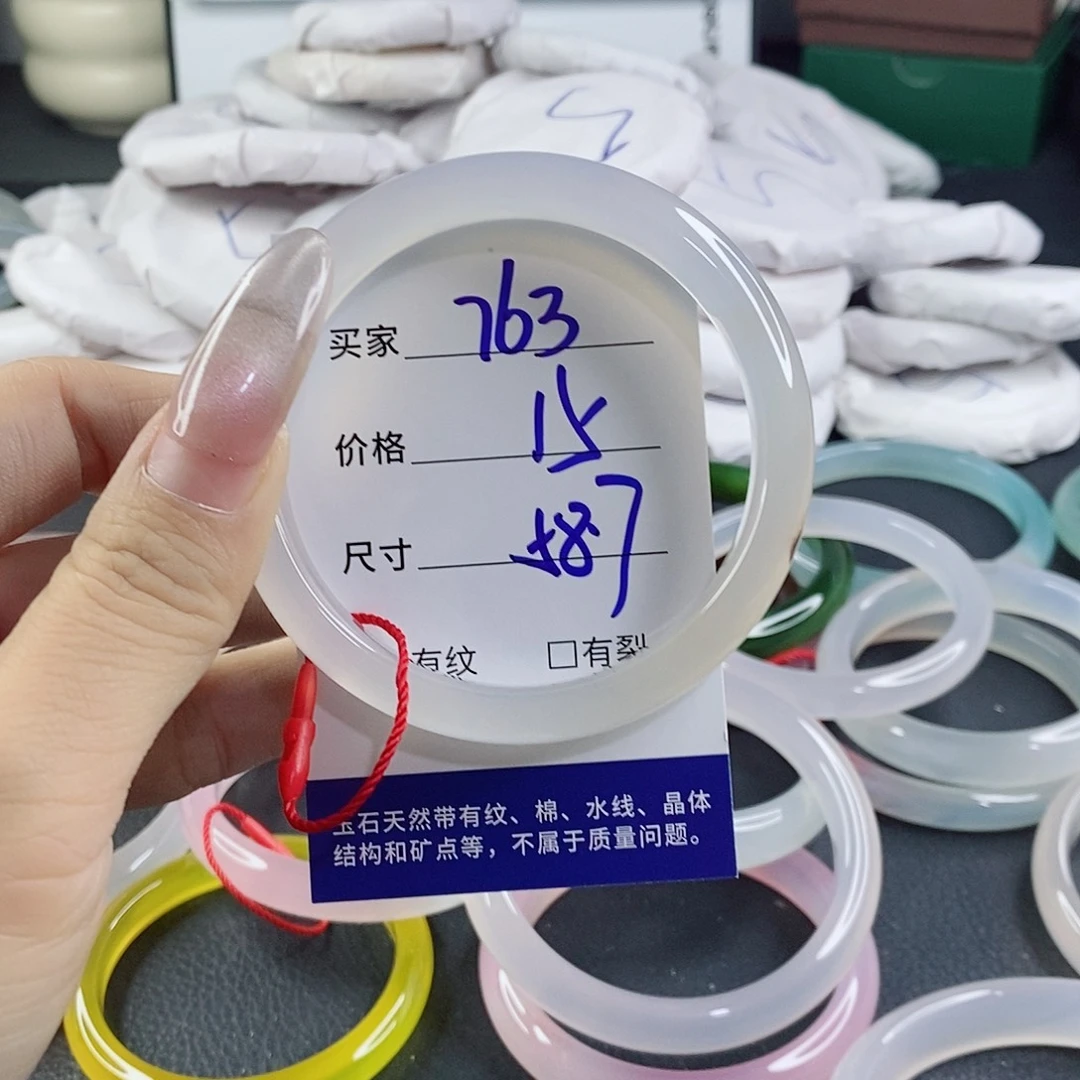 买家 763
价格 15
尺寸 587
有纹 □有裂
玉石天然带有纹、棉、水线、晶体
结构和矿点等，不属于质量问题。